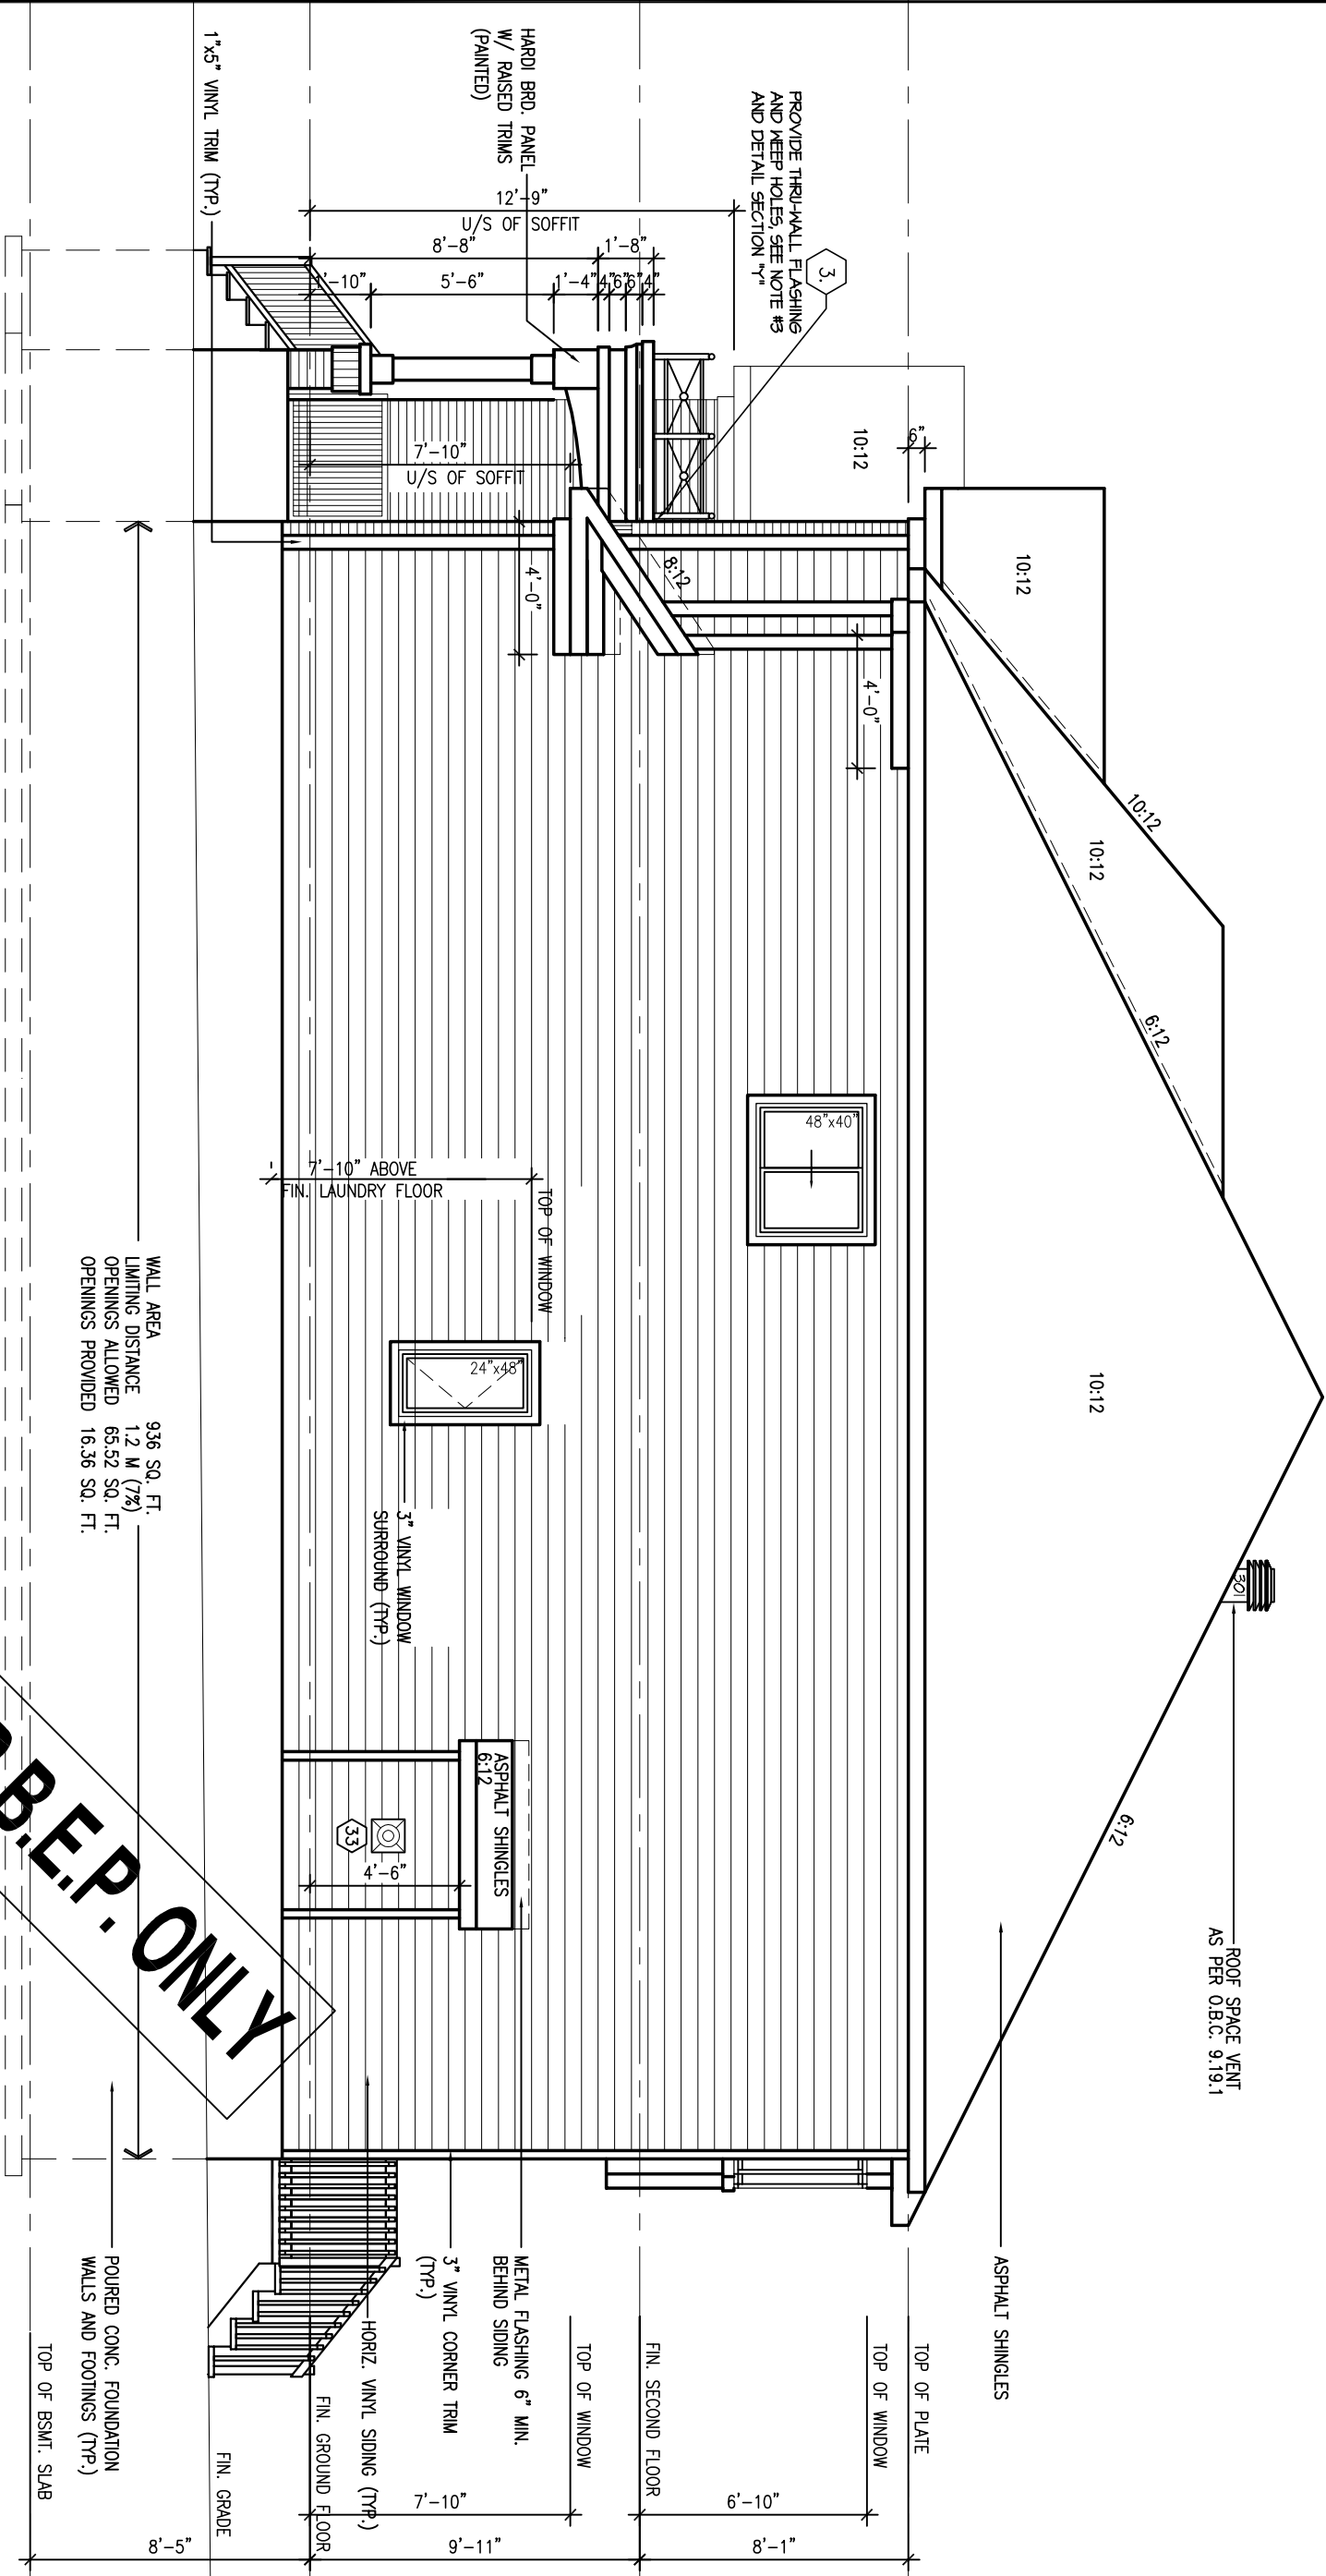 ROOF SPACE VENT
AS PER O.B.C. 9.19.1
301
10:12
6:12
10:12
10:12
6:12
10:12
6:12
10:12
ASPHALT SHINGLES
6"
TOP OF PLATE
TOP OF WINDOW
FIN. SECOND FLOOR
TOP OF WINDOW
FIN. GROUND FLOOR
FIN. GRADE
TOP OF BSMT. SLAB
8'-1"
6'-10"
9'-11"
7'-10"
8'-5"
PROVIDE THRU-WALL FLASHING
AND WEEP HOLES, SEE NOTE #3
AND DETAIL SECTION "Y"
3.
HARDI BRD. PANEL
W/ RAISED TRIMS
(PAINTED)
1"x5" VINYL TRIM (TYP.)
12'-9"
U/S OF SOFFIT
8'-8"
1'-8"
1'-10"
5'-6"
1'-4"
4"
6"
6"
4"
7'-10"
U/S OF SOFFIT
8:12
4'-0"
4'-0"
48"x40"
TOP OF WINDOW
7'-10" ABOVE
FIN. LAUNDRY FLOOR
24"x48"
3" VINYL WINDOW
SURROUND (TYP.)
ASPHALT SHINGLES
6:12
33
4'-6"
METAL FLASHING 6" MIN.
BEHIND SIDING
3" VINYL CORNER TRIM
(TYP.)
HORIZ. VINYL SIDING (TYP.)
POURED CONC. FOUNDATION
WALLS AND FOOTINGS (TYP.)
WALL AREA 936 SQ. FT.
LIMITING DISTANCE 1.2 M (7%)
OPENINGS ALLOWED 65.52 SQ. FT.
OPENINGS PROVIDED 16.36 SQ. FT.
B.E.P. ONLY